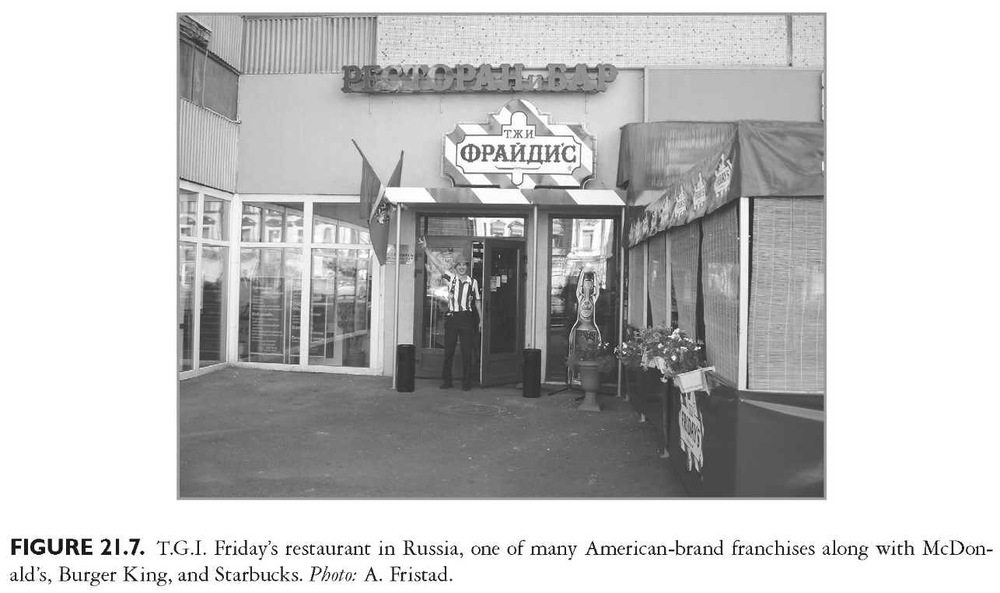 РЕСТОРАН и БАР
Т.Ж.И.
ФРАЙДИ'С
FRIDAY'S
FIGURE 21.7. T.G.I. Friday's restaurant in Russia, one of many American-brand franchises along with McDon-
ald's, Burger King, and Starbucks. Photo: A. Fristad.